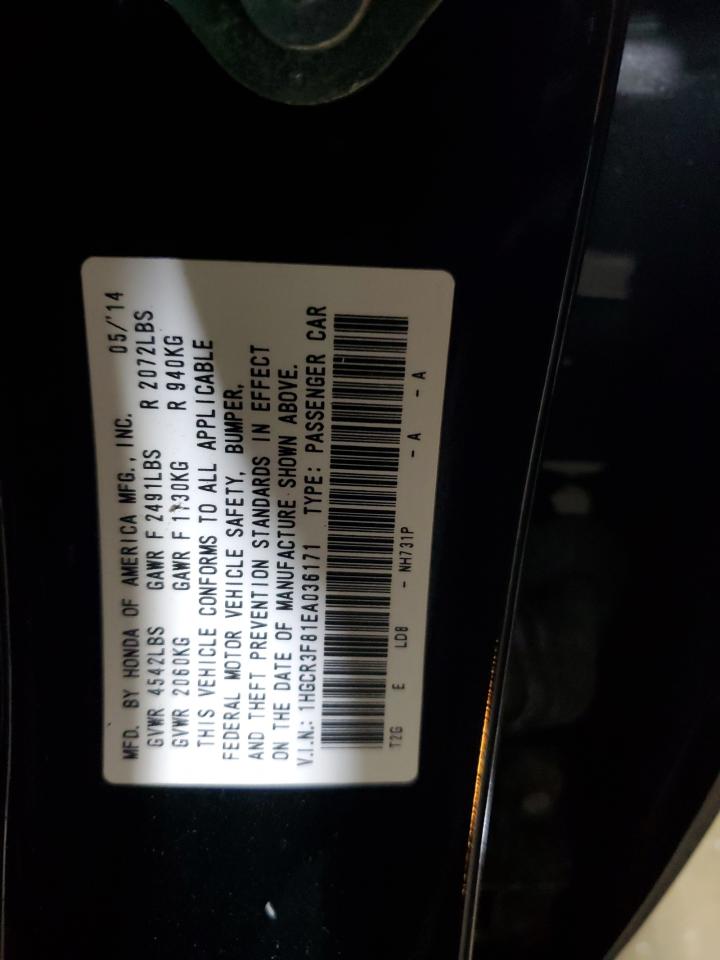 MFD. BY HONDA OF AMERICA MFG., INC. 05/'14
GVWR 4542LBS GAWR F 2491LBS R 2072LBS
GVWR 2060KG GAWR F 1130KG R 940KG
THIS VEHICLE CONFORMS TO ALL APPLICABLE
FEDERAL MOTOR VEHICLE SAFETY, BUMPER,
AND THEFT PREVENTION STANDARDS IN EFFECT
ON THE DATE OF MANUFACTURE SHOWN ABOVE.
V.I.N.: 1HGCR3F81EA036171 TYPE: PASSENGER CAR
T2G E LD8 - NH731P - A - A